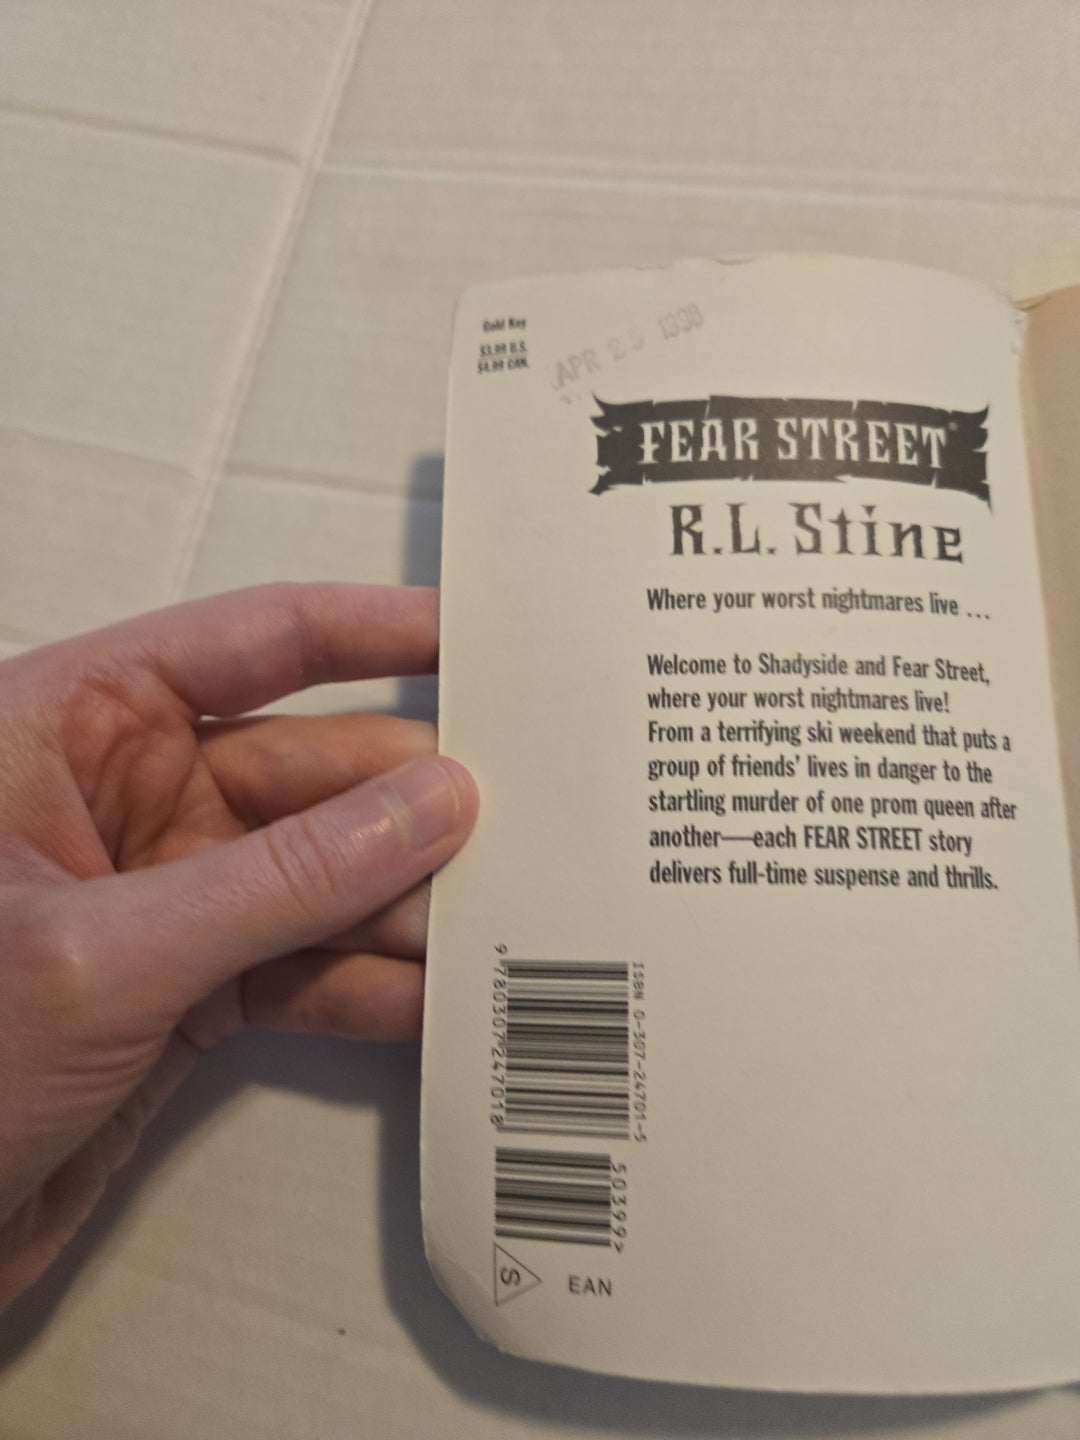 Gold Key
$3.99 U.S.
$4.99 CAN.
APR 25 1998
FEAR STREET®
R.L. Stine
Where your worst nightmares live ...
Welcome to Shadyside and Fear Street,
where your worst nightmares live!
From a terrifying ski weekend that puts a
group of friends' lives in danger to the
startling murder of one prom queen after
another—each FEAR STREET story
delivers full-time suspense and thrills.
ISBN 0-307-24701-5
9 780307 247018
50399>
S
EAN